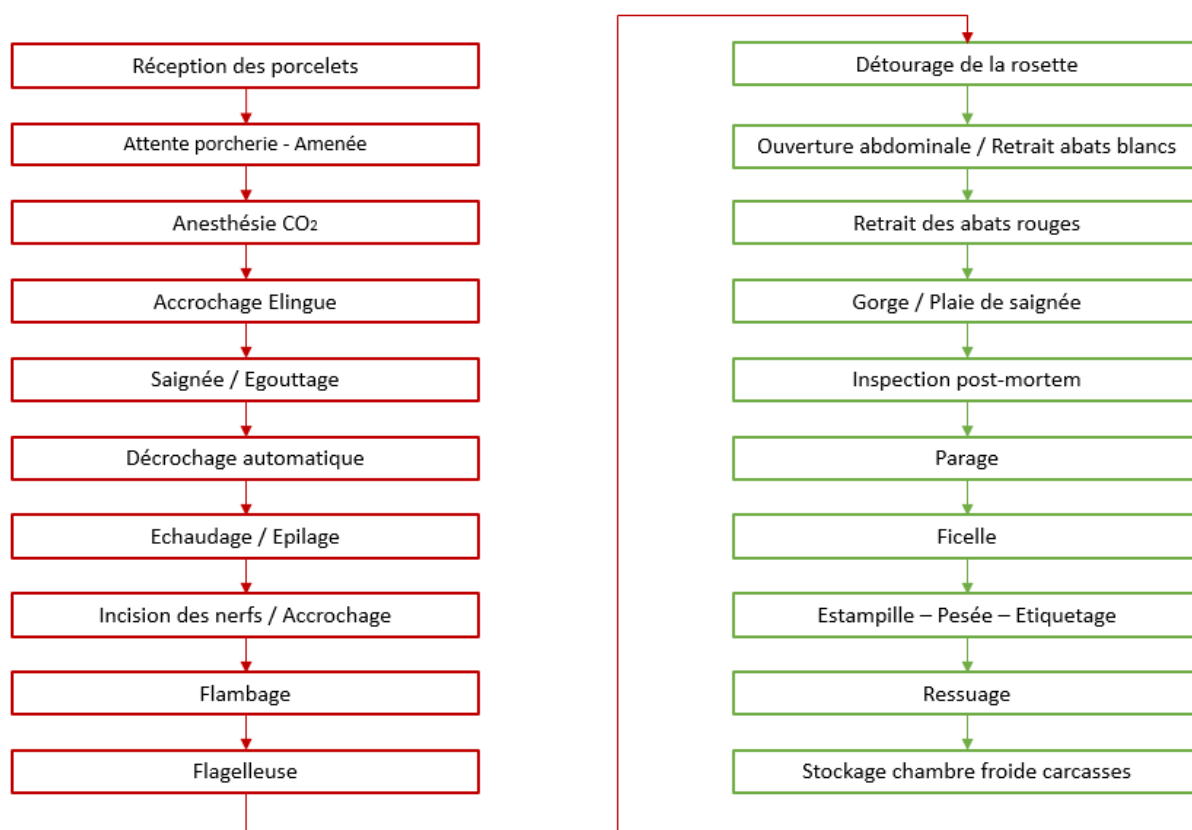 Réception des porcelets
Attente porcherie - Amenée
Anesthésie CO₂
Accrochage Elingue
Saignée / Egouttage
Décrochage automatique
Echaudage / Epilage
Incision des nerfs / Accrochage
Flambage
Flagelleuse
Détourage de la rosette
Ouverture abdominale / Retrait abats blancs
Retrait des abats rouges
Gorge / Plaie de saignée
Inspection post-mortem
Parage
Ficelle
Estampille – Pesée – Etiquetage
Ressuage
Stockage chambre froide carcasses